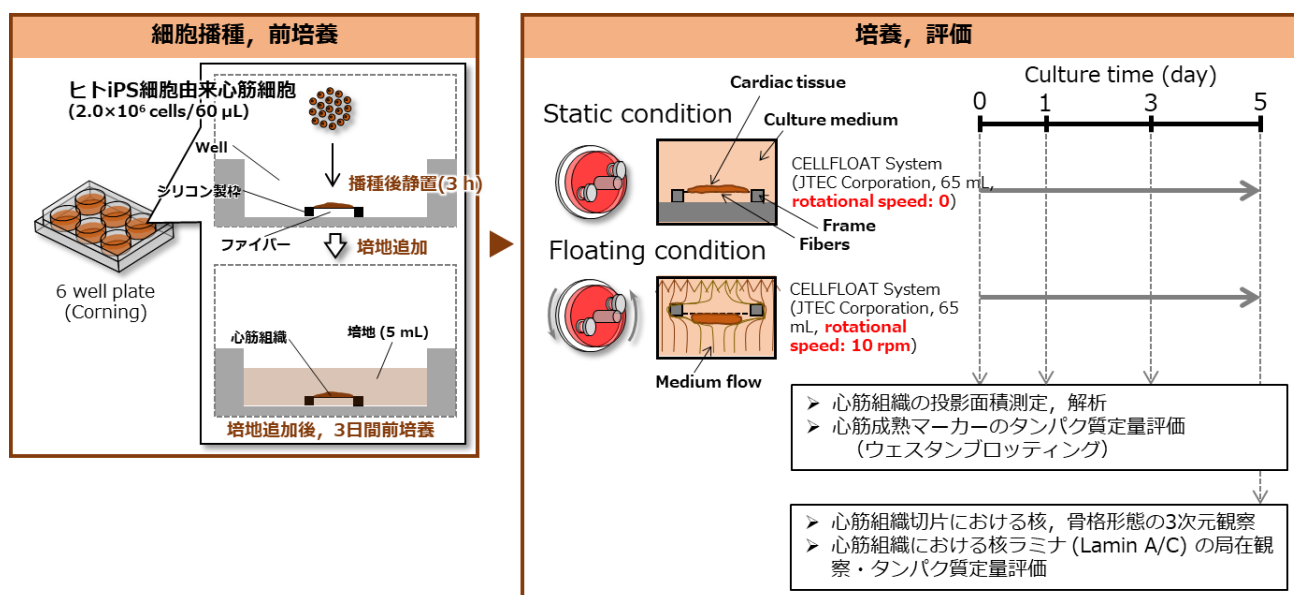 細胞播種，前培養
ヒトiPS細胞由来心筋細胞
(2.0×10⁶ cells/60 μL)
Well
播種後静置(3 h)
シリコン製枠
ファイバー
培地追加
6 well plate
(Corning)
心筋組織
培地 (5 mL)
培地追加後，3日間前培養
培養，評価
Culture time (day)
0 1 3 5
Static condition
Cardiac tissue
Culture medium
CELLFLOAT System
(JTEC Corporation, 65 mL,
rotational speed: 0)
Frame
Fibers
Floating condition
CELLFLOAT System
(JTEC Corporation, 65
mL, rotational
speed: 10 rpm)
Medium flow
➢ 心筋組織の投影面積測定，解析
➢ 心筋成熟マーカーのタンパク質定量評価
（ウェスタンブロッティング）
➢ 心筋組織切片における核，骨格形態の3次元観察
➢ 心筋組織における核ラミナ (Lamin A/C) の局在観
察・タンパク質定量評価